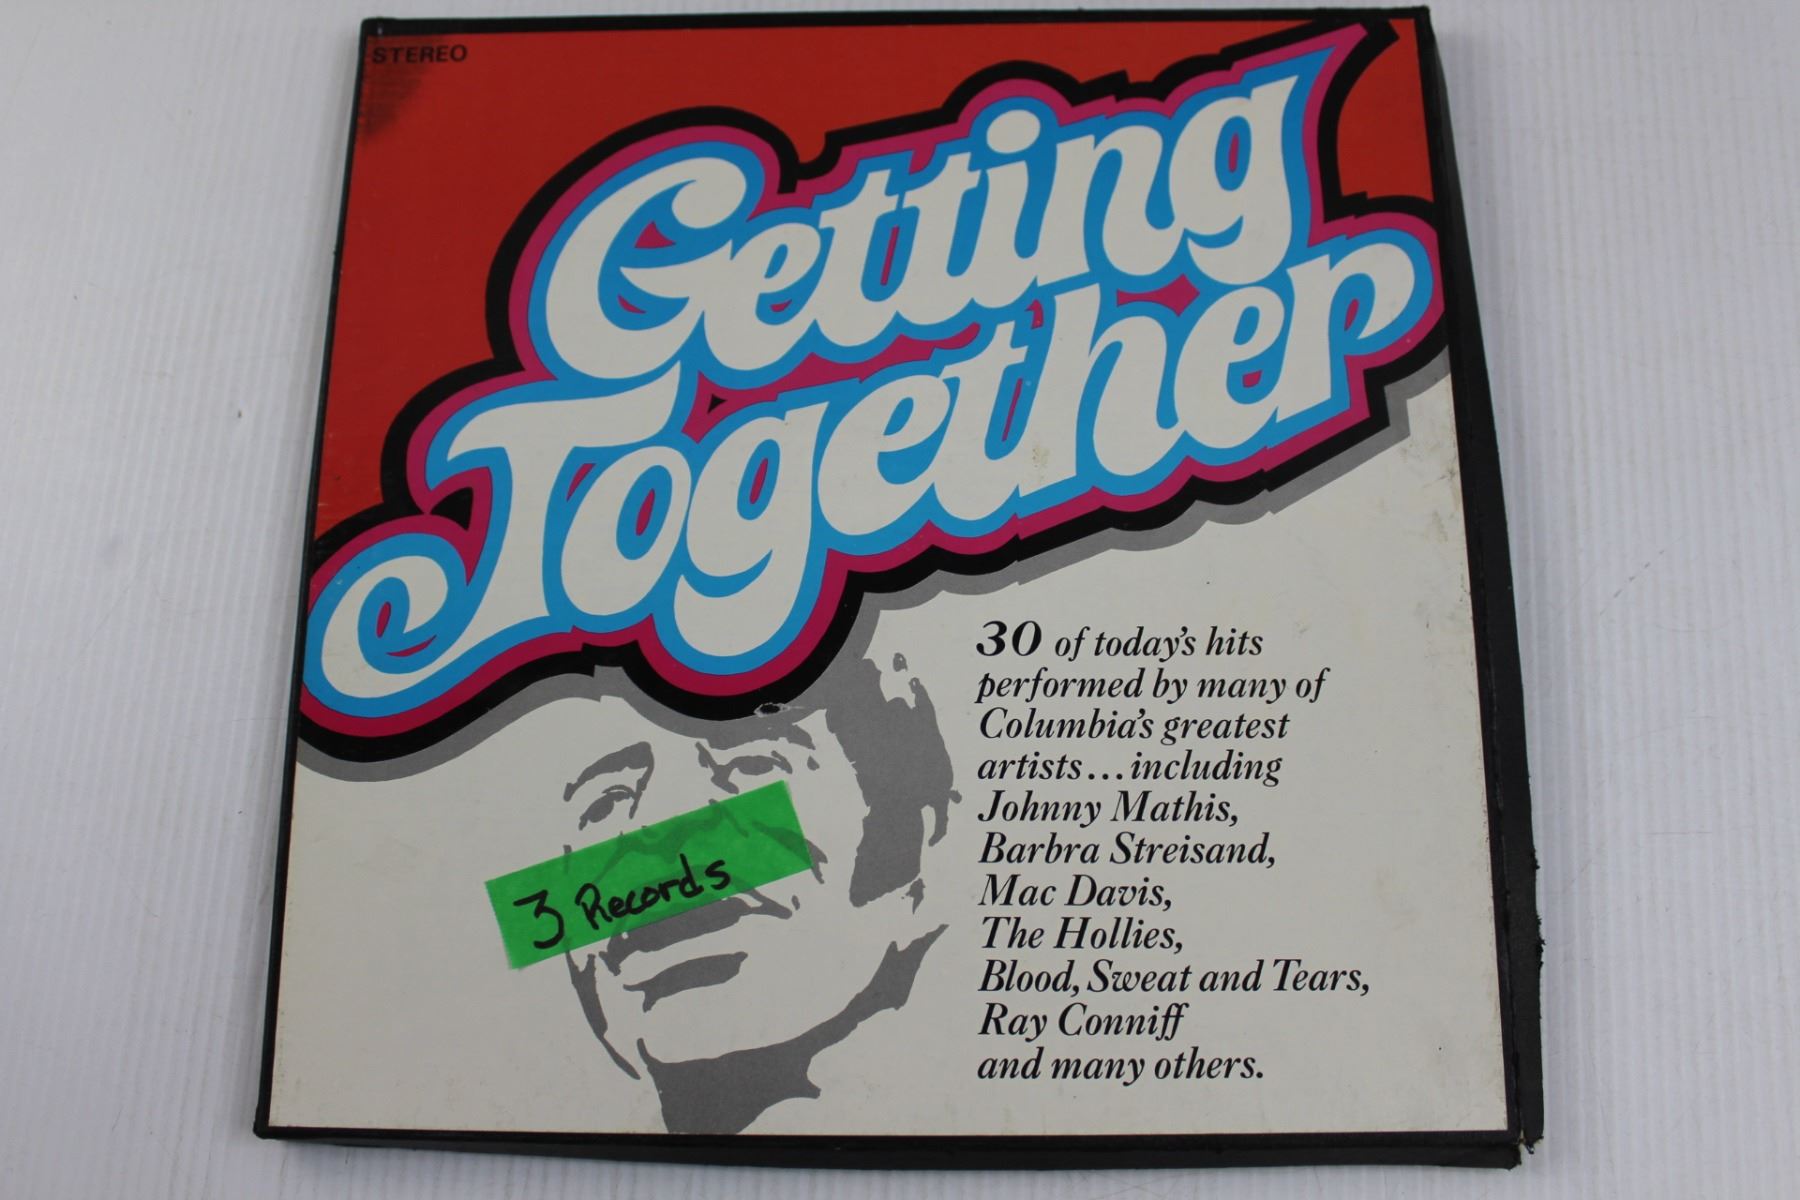 STEREO
Getting
Together
30 of today's hits
performed by many of
Columbia's greatest
artists...including
Johnny Mathis,
Barbra Streisand,
Mac Davis,
The Hollies,
Blood, Sweat and Tears,
Ray Conniff
and many others.
3 Records